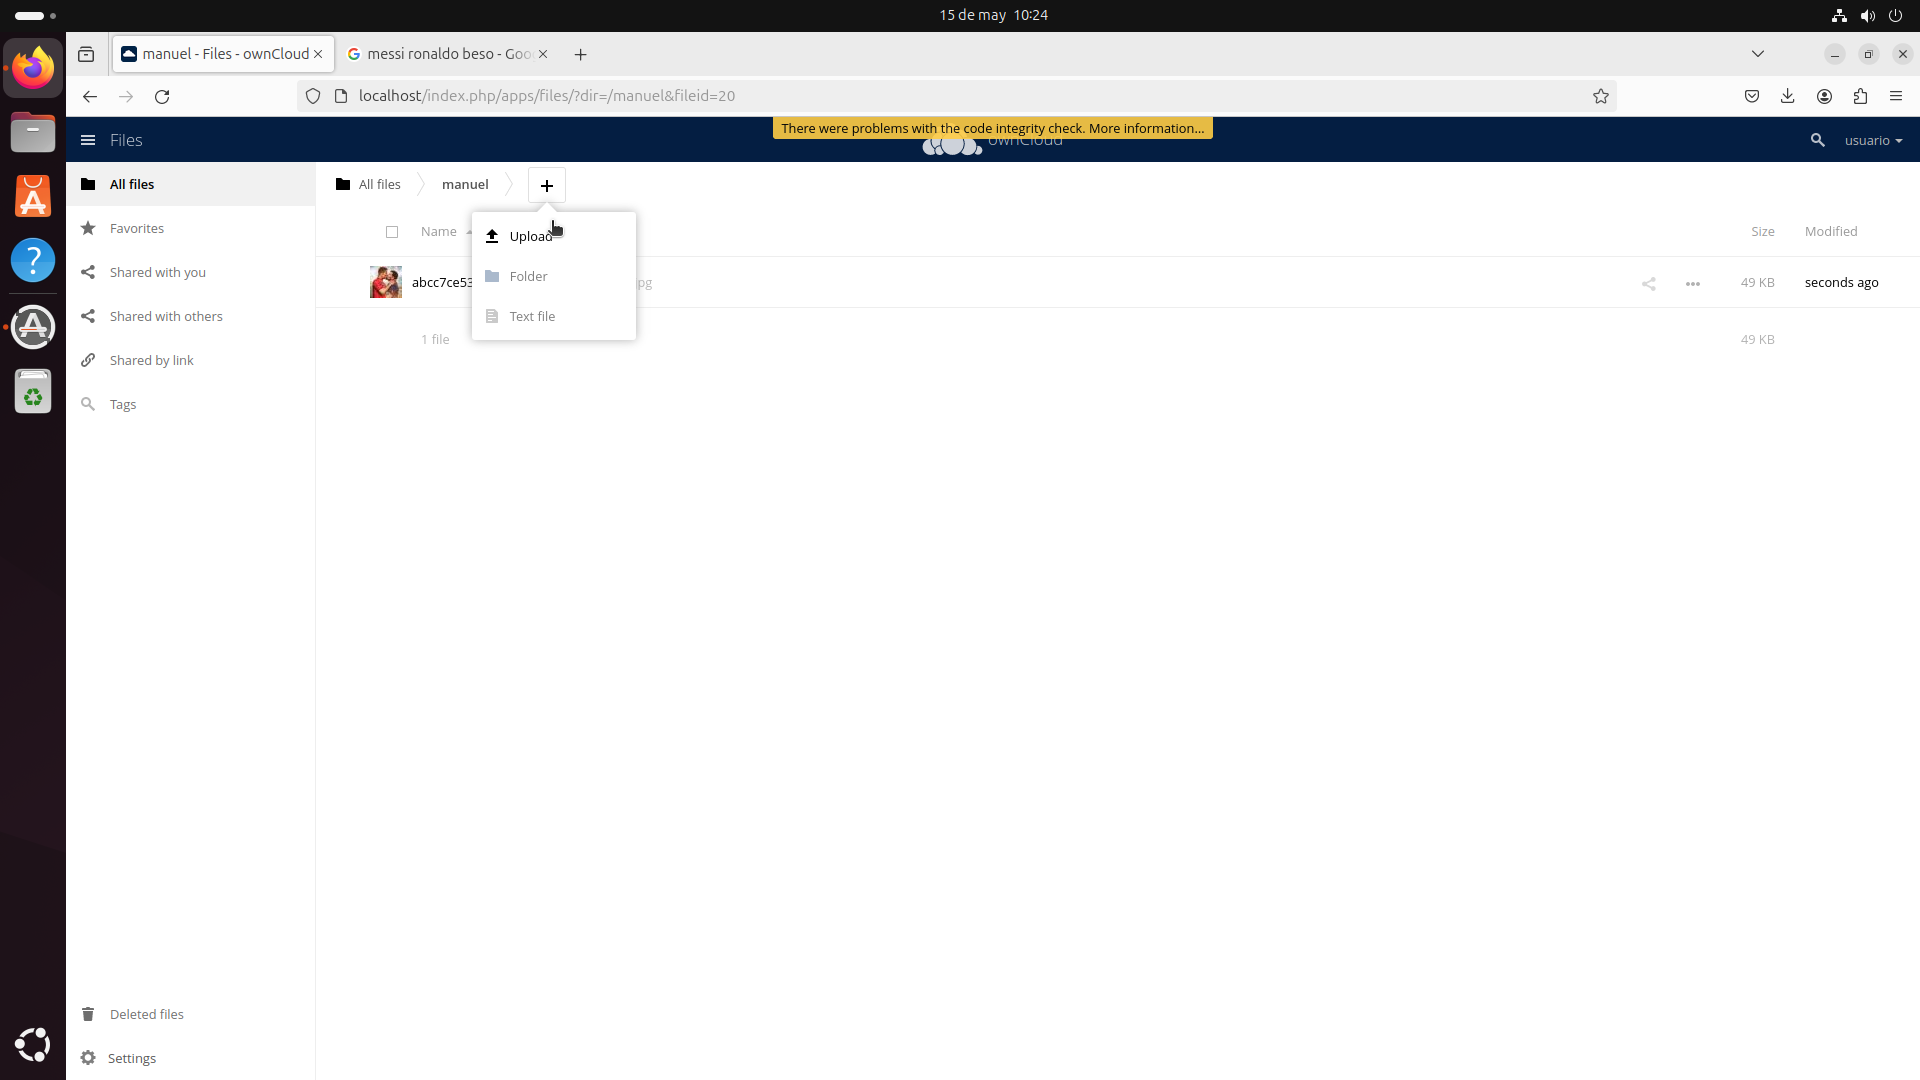 15 de may 10:24
manuel - Files - ownCloud
messi ronaldo beso - Goo
localhost/index.php/apps/files/?dir=/manuel&fileid=20
There were problems with the code integrity check. More information...
Files
ownCloud
usuario
All files
All files
manuel
Favorites
Name
Size
Modified
Upload
Shared with you
Folder
abcc7ce53
pg
49 KB
seconds ago
Shared with others
Text file
1 file
49 KB
Shared by link
Tags
Deleted files
Settings